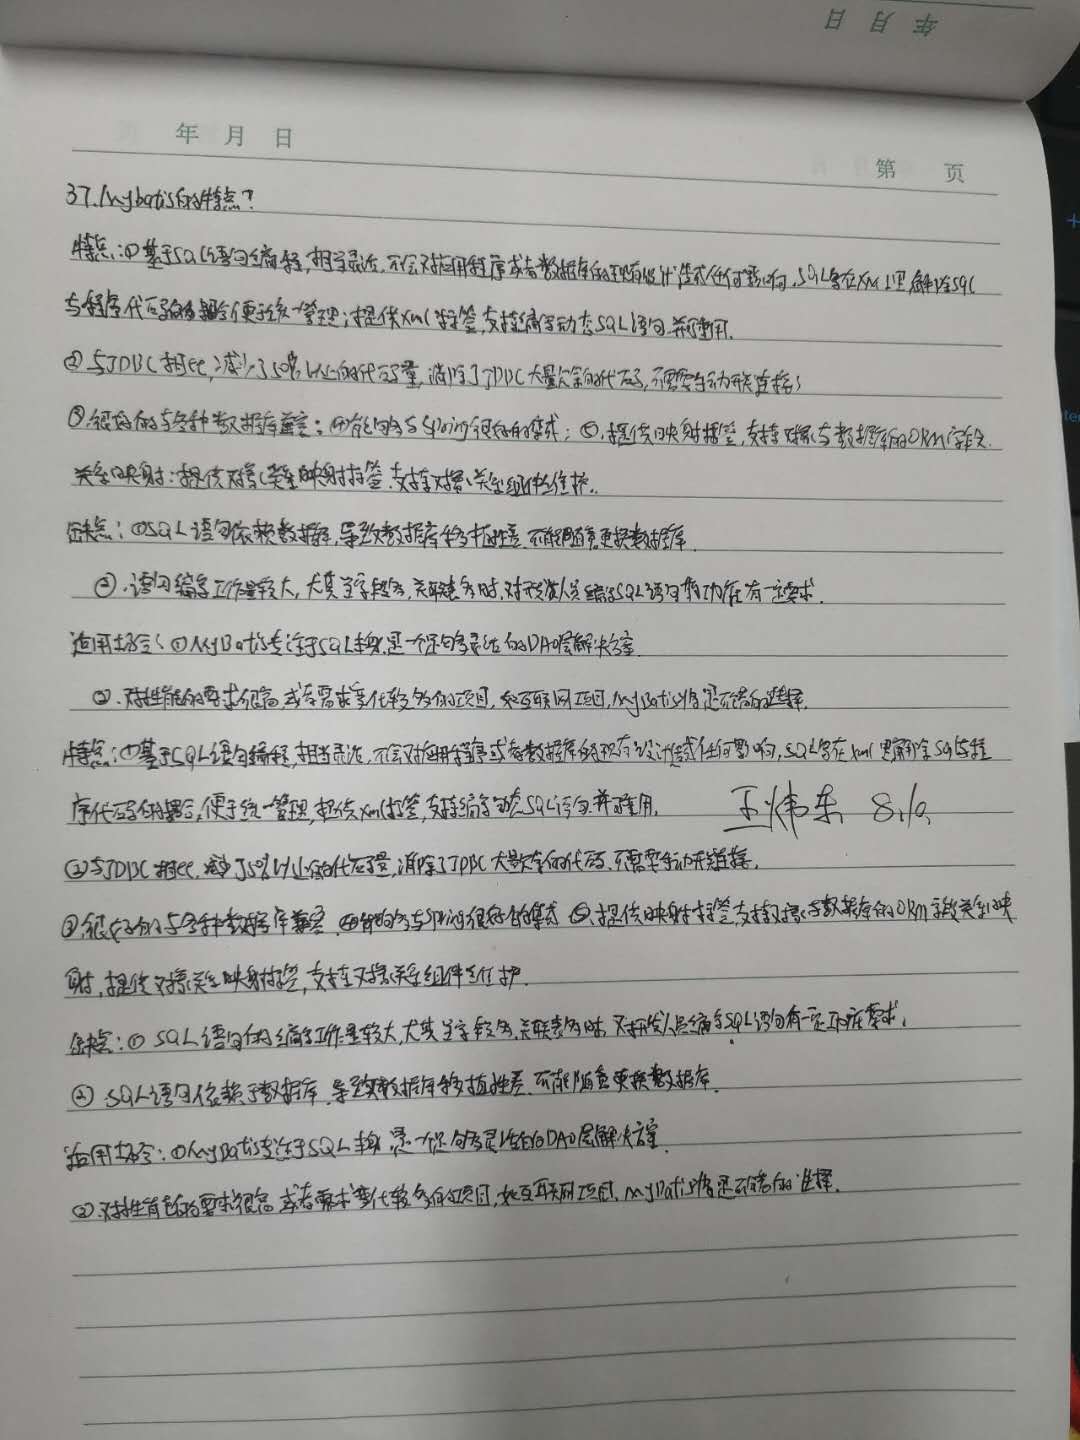 年 月 日
年 月 日
第 页
37.Mybatis的特点?
特点:①基于SQL语句编程,相当灵活,不会对应用程序或者数据库的现有设计造成任何影响,SQL写在XML里,解除SQL
与程序代码的耦合,便于统一管理;提供xml标签,支持编写动态SQL语句,并可重用.
②与JDBC相比,减少了50%以上的代码量,消除了JDBC大量冗余的代码,不需要手动开关连接;
③很好的与各种数据库兼容;④能够与Spring很好的集成;⑤.提供映射标签,支持对象与数据库的ORM字段
关系映射;提供对象关系映射标签,支持对象关系组件维护.
缺点:①SQL语句依赖数据库,导致数据库移植性差,不能随意更换数据库.
②.语句编写工作量较大,尤其当字段多,关联表多时,对开发人员编写SQL语句的功底有一定要求.
适用场合:①MyBatis专注于SQL本身,是一个足够灵活的DAO层解决方案.
②.对性能的要求很高,或者需求变化较多的项目,如互联网项目,MyBatis将是不错的选择.
特点:①基于SQL语句编程,相当灵活,不会对应用程序或者数据库的现有设计造成任何影响,SQL写在xml里,解除sql与程
序代码的耦合,便于统一管理,提供xml标签,支持编写动态SQL语句,并可重用.
王炜东 8.10.
②与JDBC相比,减少了50%以上的代码量,消除了JDBC大量冗余的代码,不需要手动开关连接.
③很好的与各种数据库兼容 ④能够与Spring很好的集成 ⑤.提供映射标签,支持对象与数据库的ORM字段关系映
射,提供对象关系映射标签,支持对象关系组件维护.
缺点:① SQL语句的编写工作量较大,尤其当字段多,关联表多时,对开发人员编写SQL语句有一定功底要求.
② SQL语句依赖于数据库,导致数据库移植性差,不能随意更换数据库.
适用场合:①MyBatis专注于SQL本身,是一个足够灵活的DAO层解决方案.
②.对性能的要求很高,或者需求变化较多的项目,如互联网项目,MyBatis将是不错的选择.